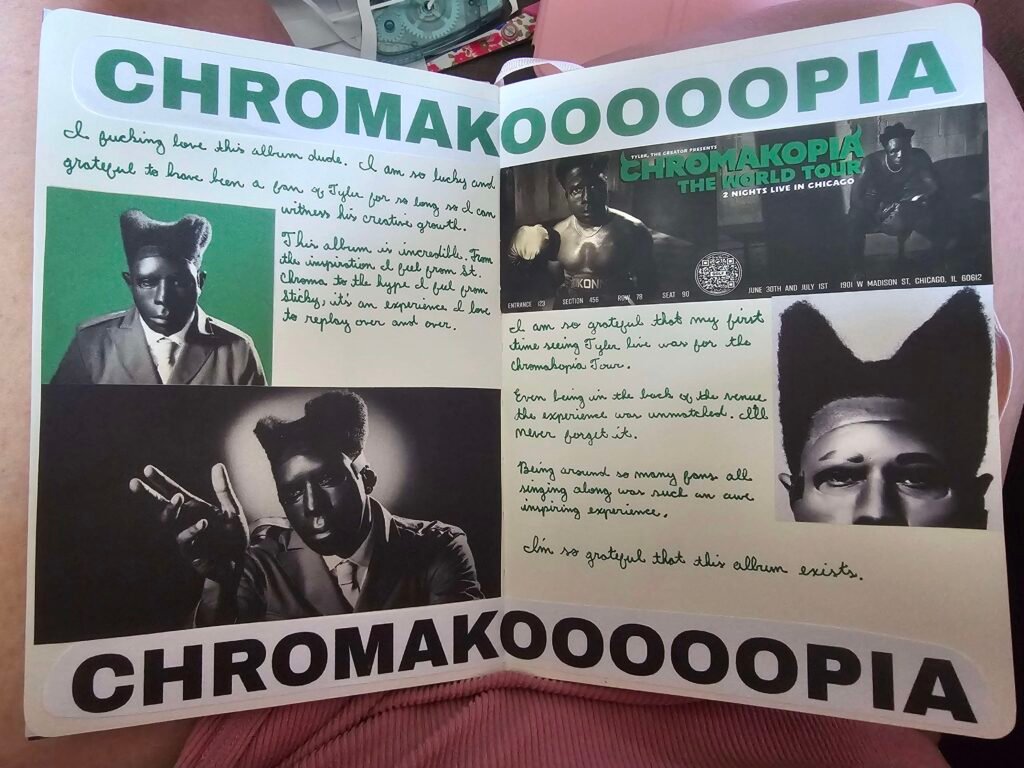 CHROMAKOOOOOPIA
I fucking love this album dude. I am so lucky and
grateful to have been a fan of Tyler for so long so I can
witness his creative growth.
This album is incredible. From
the inspiration I feel from St.
Chroma to the hype I feel from
Sticky, it's an experience I love
to replay over and over.
TYLER, THE CREATOR PRESENTS
CHROMAKOPIA
THE WORLD TOUR
2 NIGHTS LIVE IN CHICAGO
OKON
ENTRANCE 123 SECTION 456 ROW 78 SEAT 90 JUNE 30TH AND JULY 1ST 1901 W MADISON ST, CHICAGO, IL 60612
I am so grateful that my first
time seeing Tyler live was for the
Chromakopia Tour.
Even being in the back of the venue
the experience was unmatched. I'll
never forget it.
Being around so many fans all
singing along was such an awe
inspiring experience.
I'm so grateful that this album exists.
CHROMAKOOOOOPIA